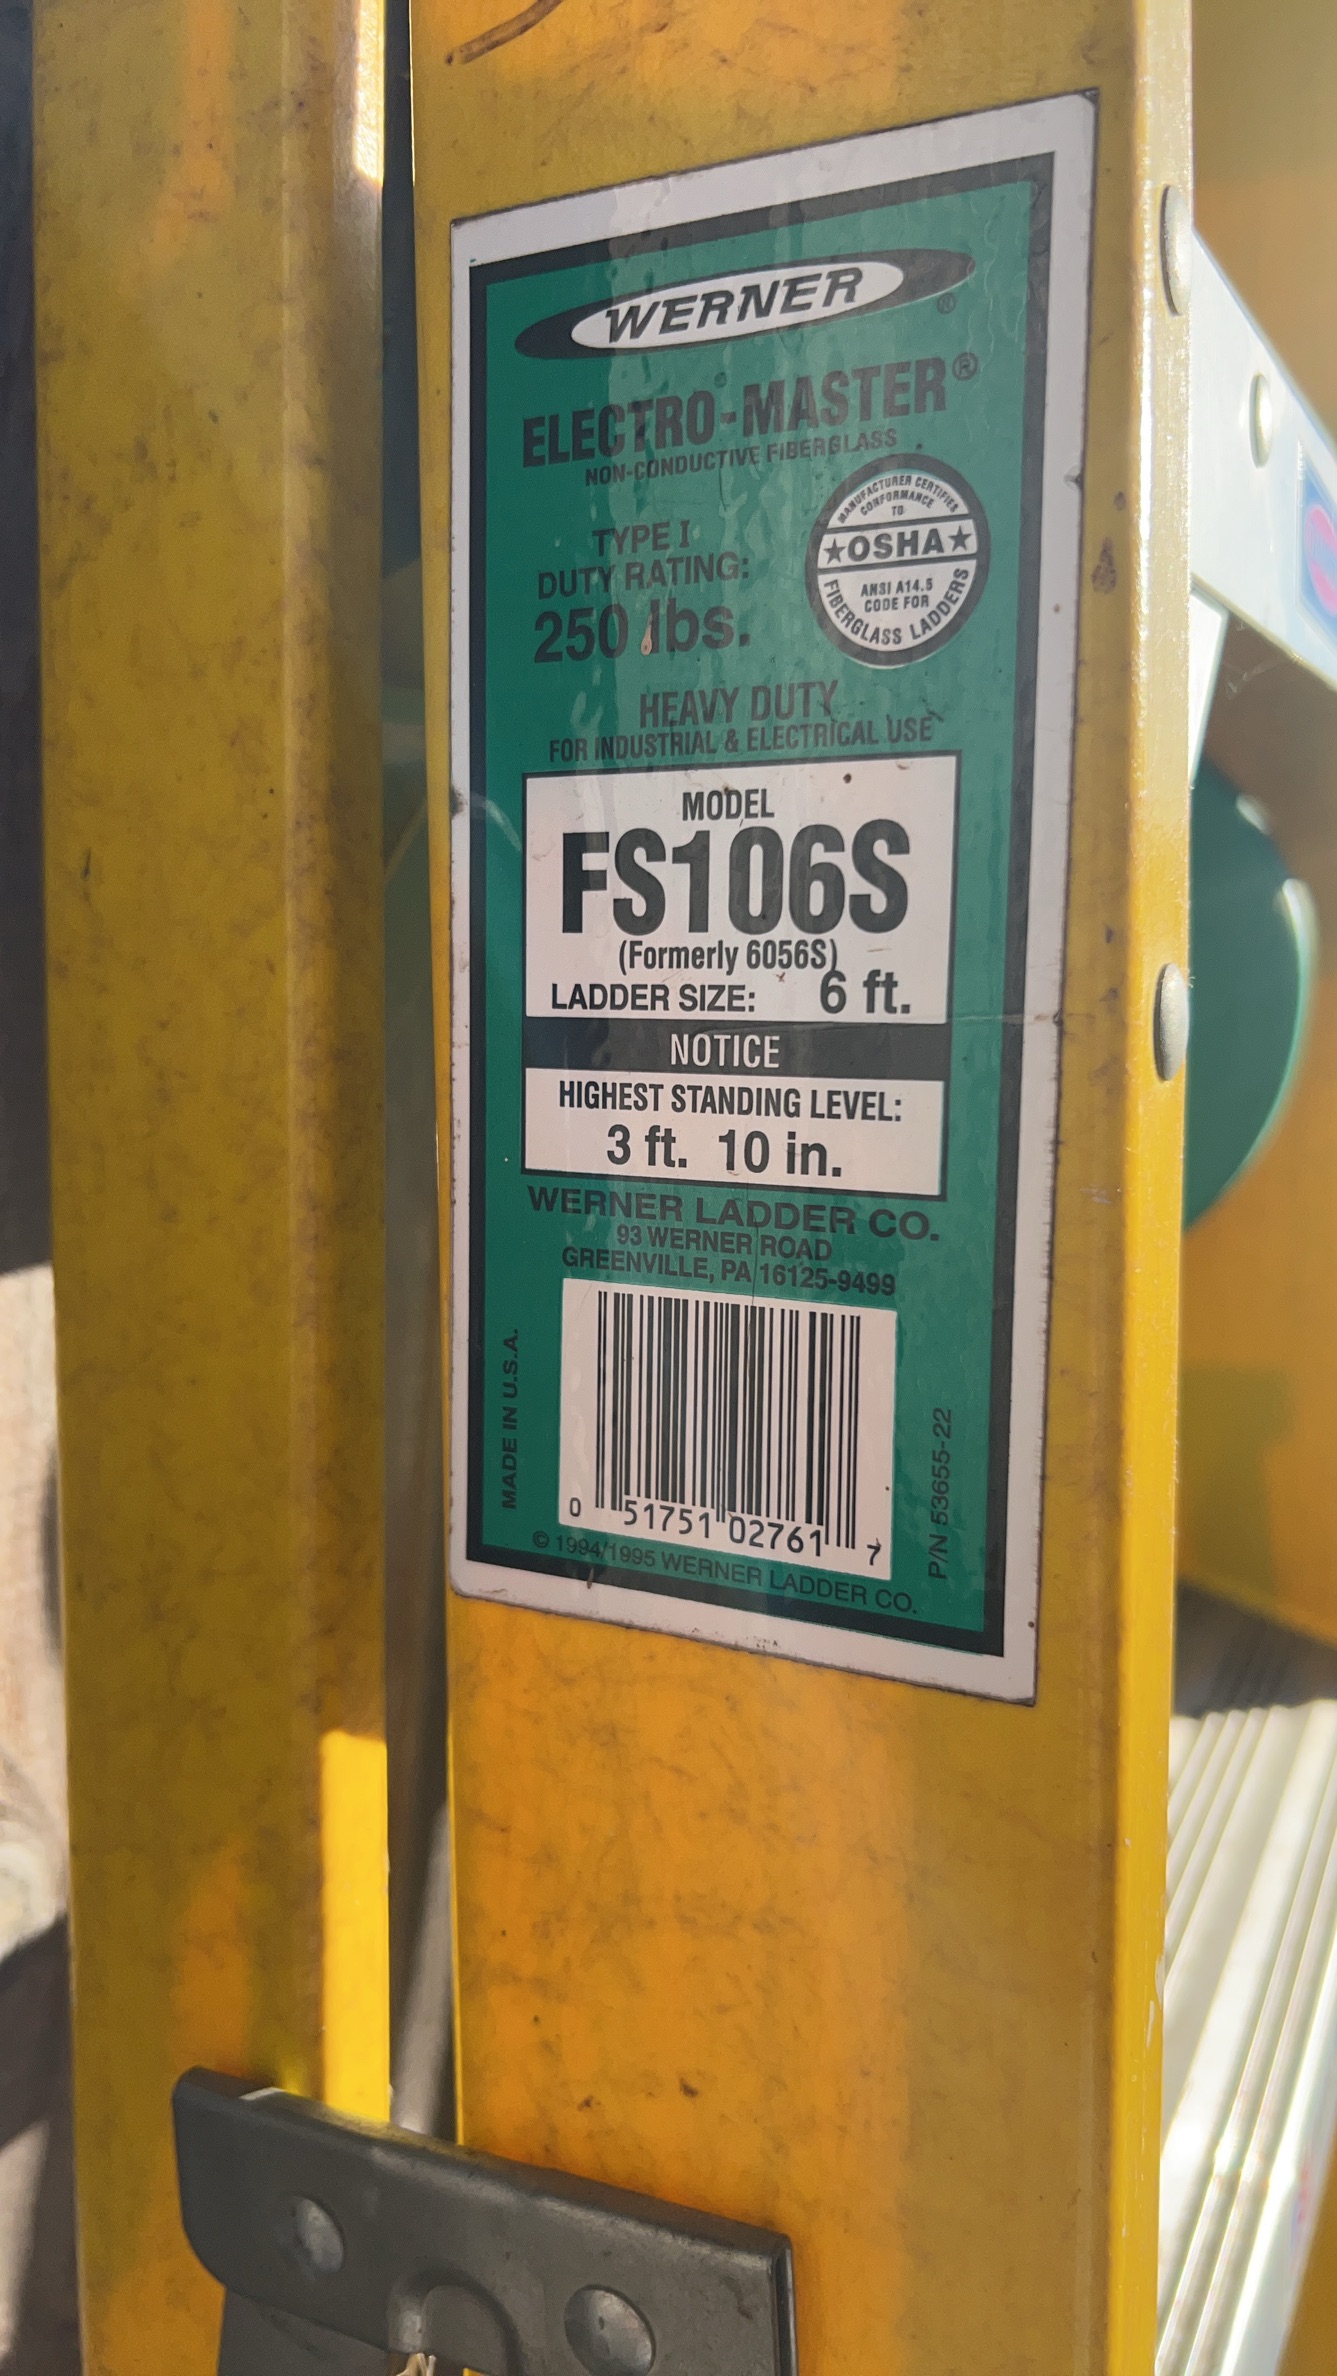 WERNER®
ELECTRO-MASTER®
NON-CONDUCTIVE FIBERGLASS
MANUFACTURER CERTIFIES
CONFORMANCE
TO
★OSHA★
ANSI A14.5
CODE FOR
FIBERGLASS LADDERS
TYPE I
DUTY RATING:
250 lbs.
HEAVY DUTY
FOR INDUSTRIAL & ELECTRICAL USE
MODEL
FS106S
(Formerly 6056S)
LADDER SIZE: 6 ft.
NOTICE
HIGHEST STANDING LEVEL:
3 ft. 10 in.
WERNER LADDER CO.
93 WERNER ROAD
GREENVILLE, PA 16125-9499
MADE IN U.S.A.
0 51751 02761 7
P/N 53655-22
© 1994/1995 WERNER LADDER CO.